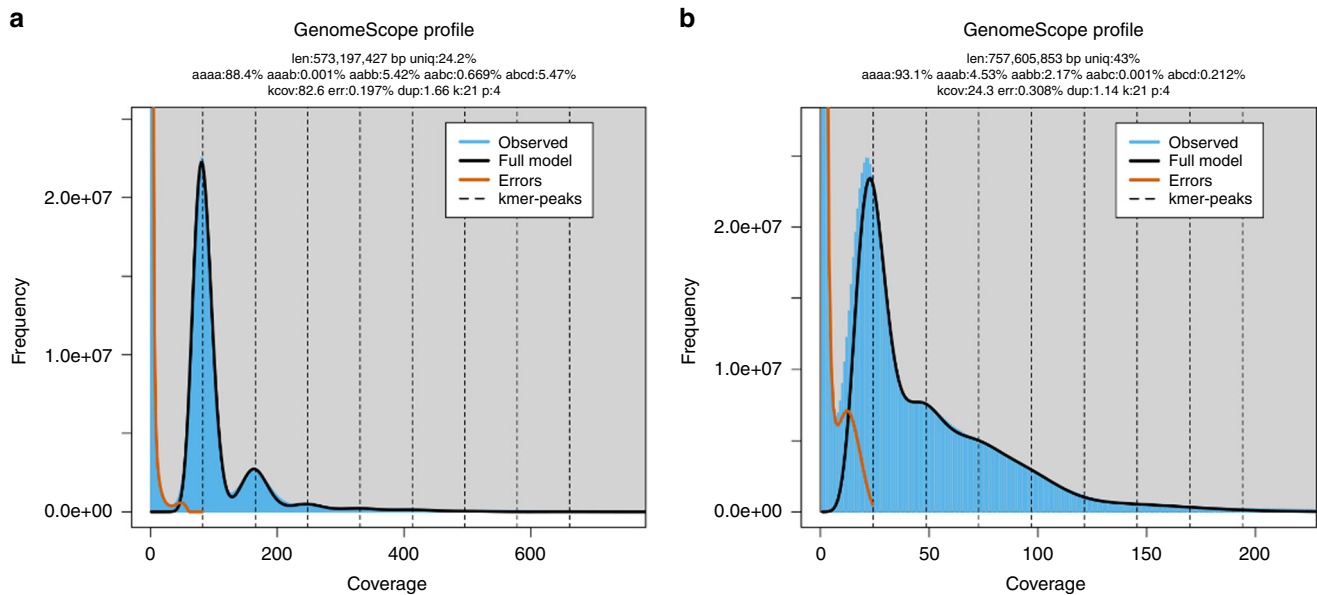 a
GenomeScope profile
len:573,197,427 bp uniq:24.2%
aaaa:88.4% aaab:0.001% aabb:5.42% aabc:0.669% abcd:5.47%
kcov:82.6 err:0.197% dup:1.66 k:21 p:4
Observed
Full model
Errors
kmer-peaks
Frequency
2.0e+07
1.0e+07
0.0e+00
0 200 400 600
Coverage
b
GenomeScope profile
len:757,605,853 bp uniq:43%
aaaa:93.1% aaab:4.53% aabb:2.17% aabc:0.001% abcd:0.212%
kcov:24.3 err:0.308% dup:1.14 k:21 p:4
Observed
Full model
Errors
kmer-peaks
Frequency
2.0e+07
1.0e+07
0.0e+00
0 50 100 150 200
Coverage